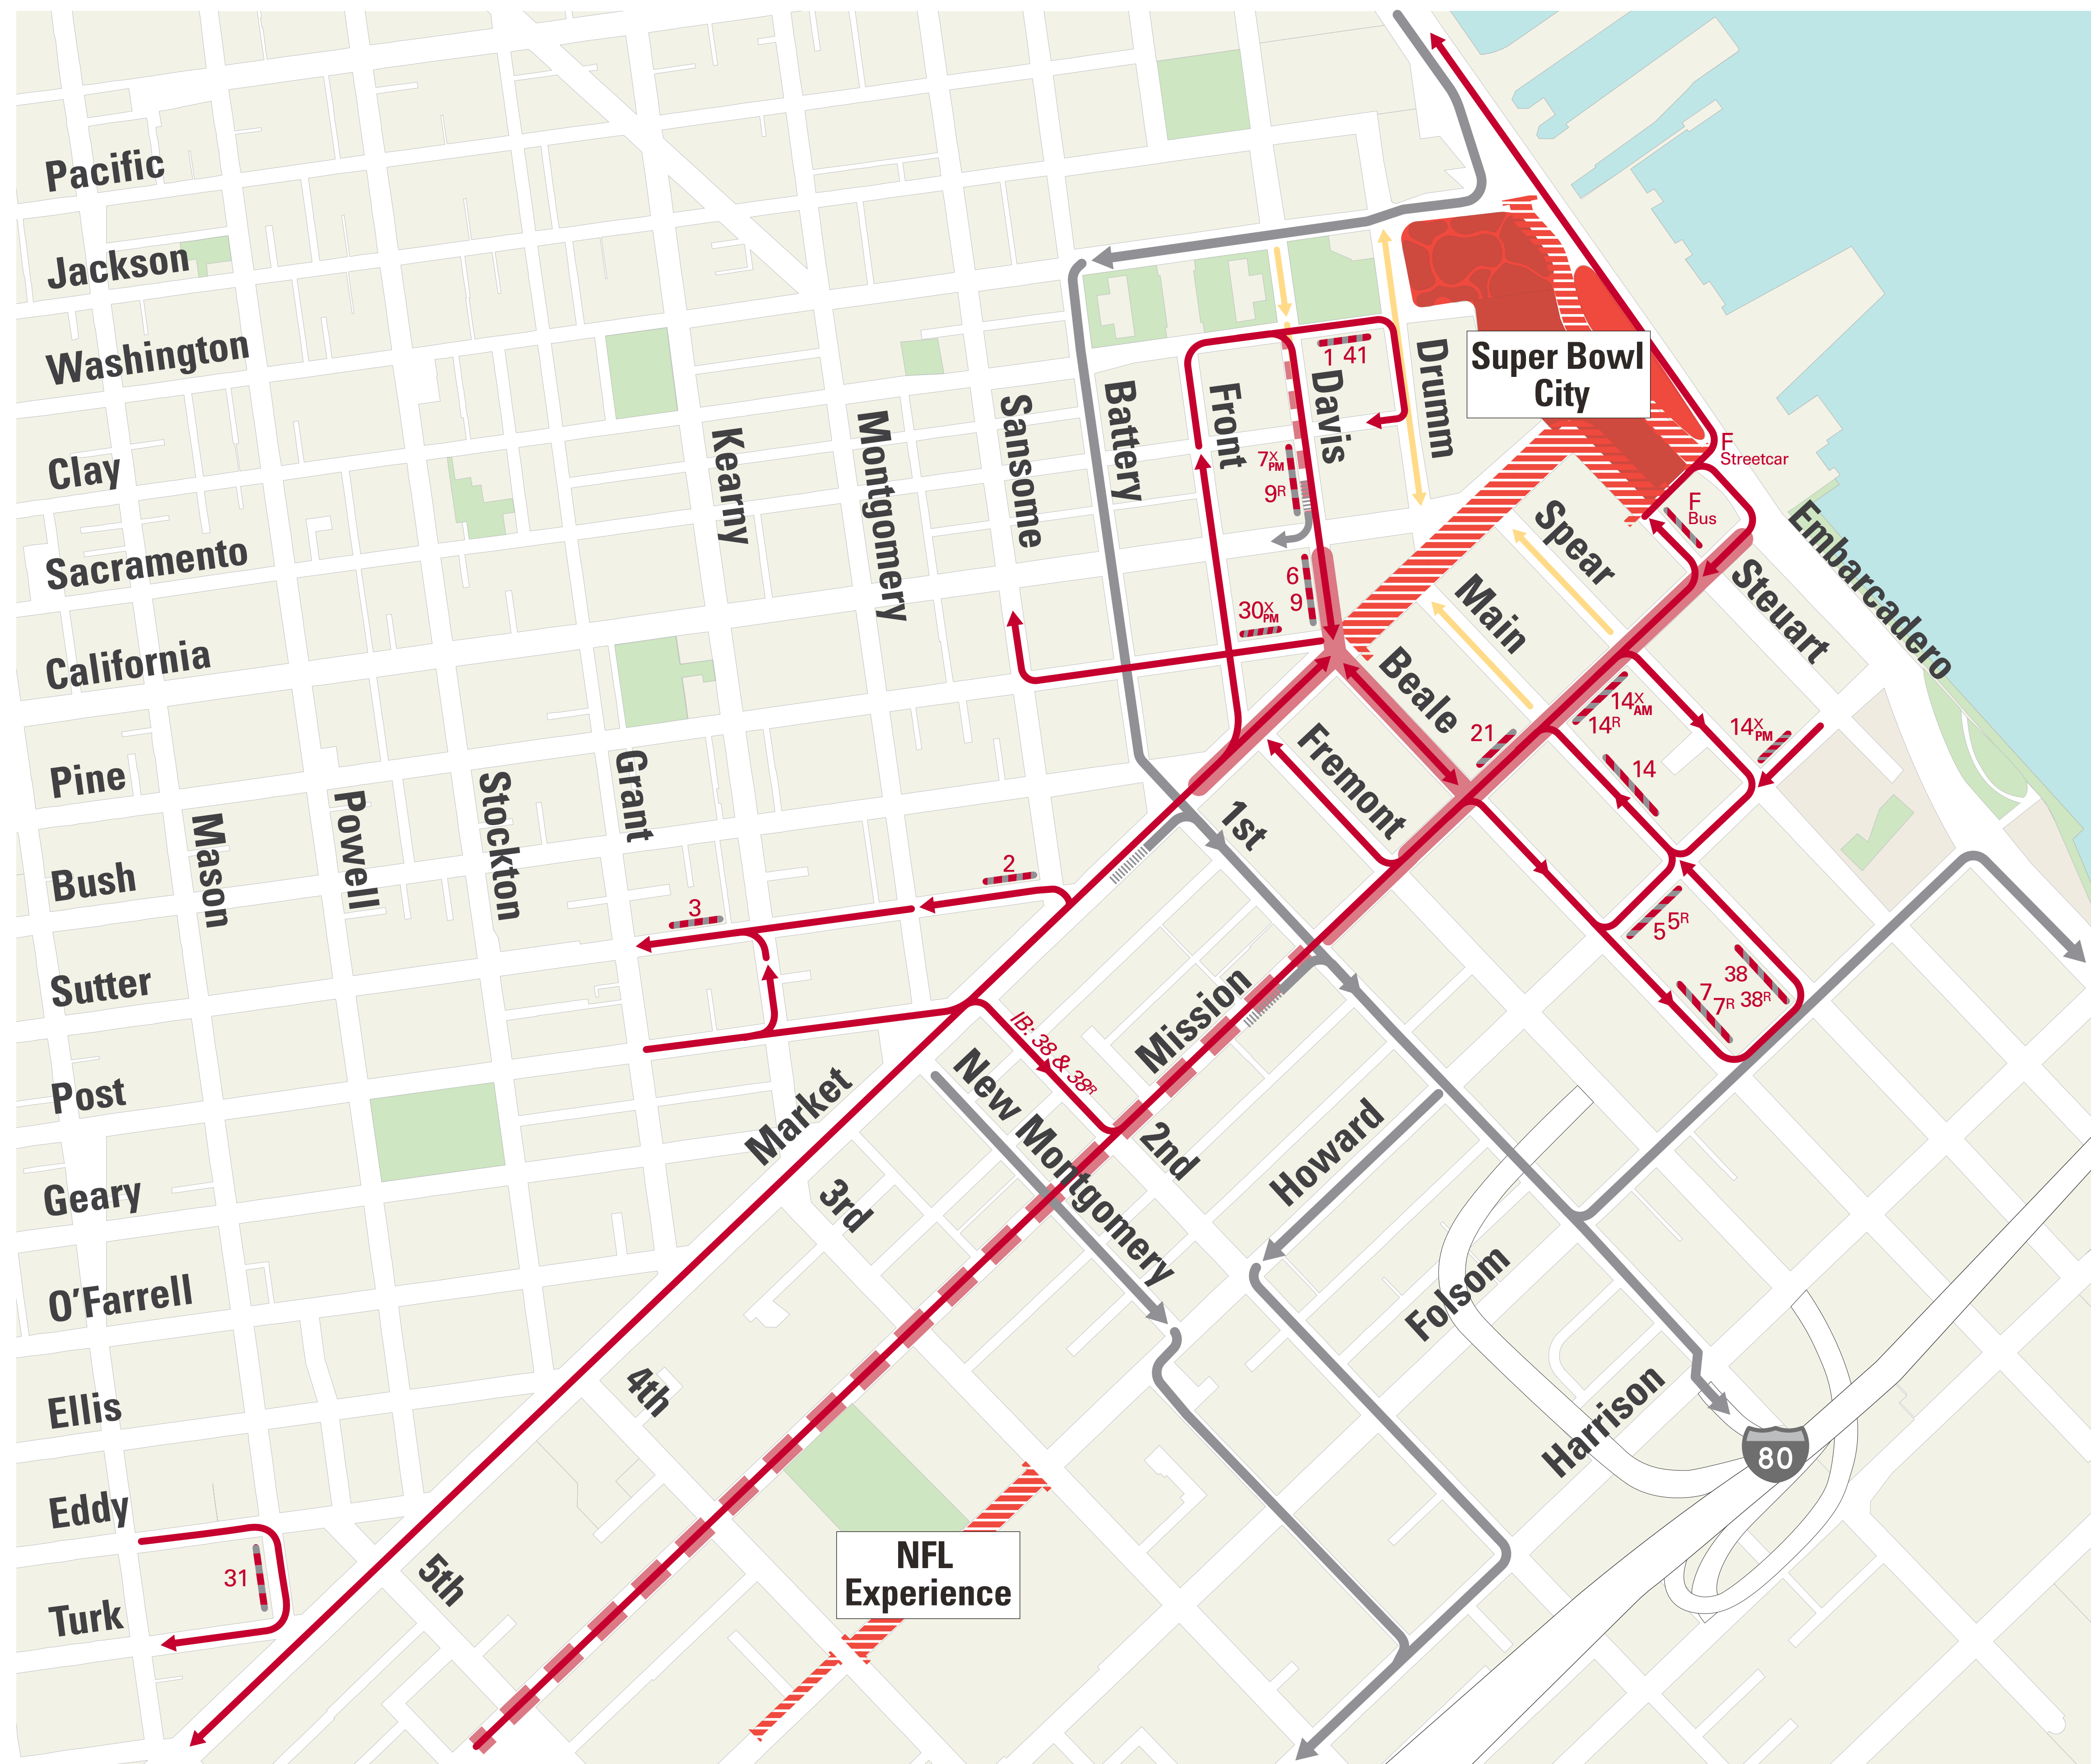 Pacific
Jackson
Washington
Clay
Sacramento
California
Pine
Bush
Sutter
Post
Geary
O'Farrell
Ellis
Eddy
Turk
Mason
Powell
Stockton
Grant
Kearny
Montgomery
Sansome
Battery
Front
Davis
Drumm
Super Bowl
City
F
Streetcar
F
Bus
Embarcadero
Steuart
Spear
Main
Beale
Fremont
1st
2nd
New Montgomery
3rd
4th
5th
Market
Mission
Howard
Folsom
Harrison
80
NFL
Experience
1 41
7X
PM
9R
6
9
30X
PM
21
14X
AM
14R
14X
PM
14
5 5R
38
38R
7
7R
2
3
IB: 38 & 38R
31